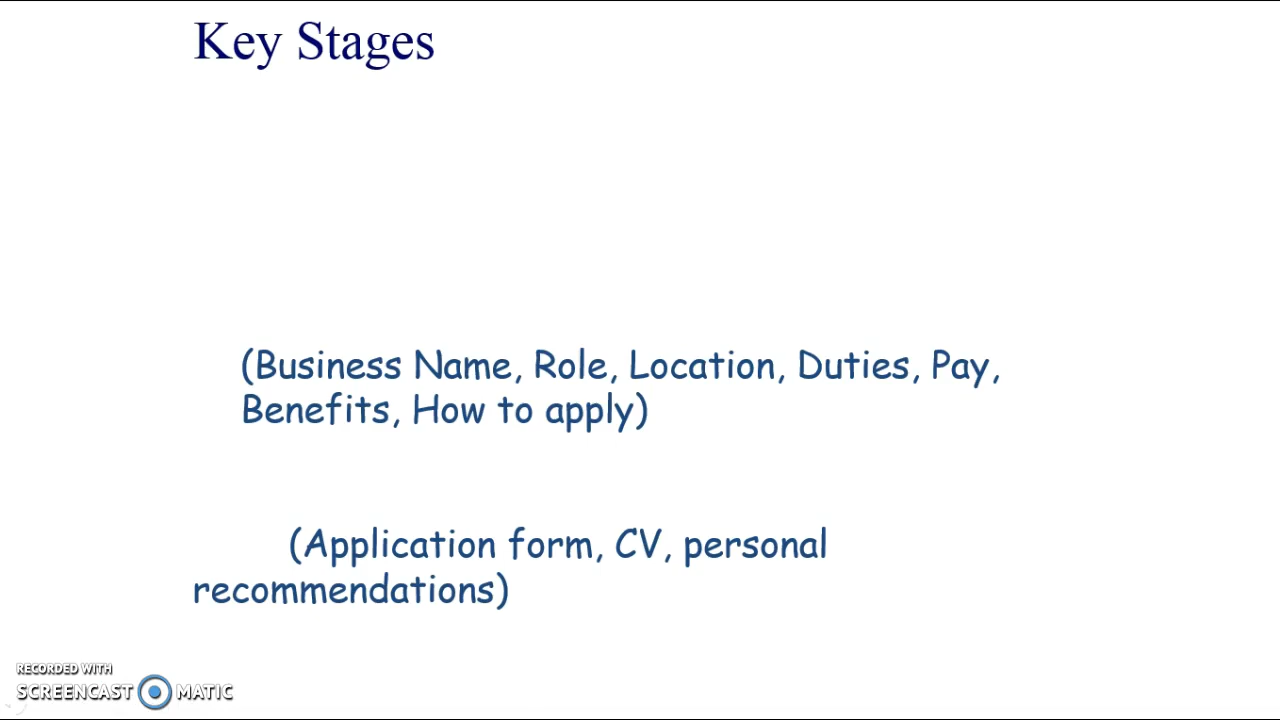 Key Stages
(Business Name, Role, Location, Duties, Pay,
Benefits, How to apply)
(Application form, CV, personal
recommendations)
RECORDED WITH
SCREENCAST MATIC